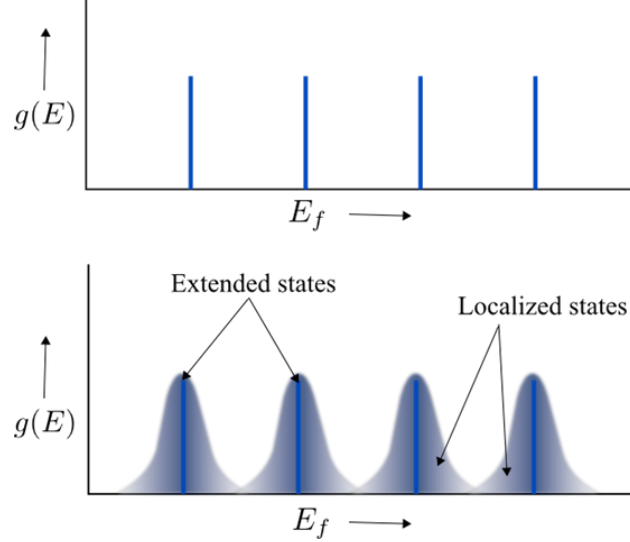 g(E)
E_f
Extended states
Localized states
g(E)
E_f